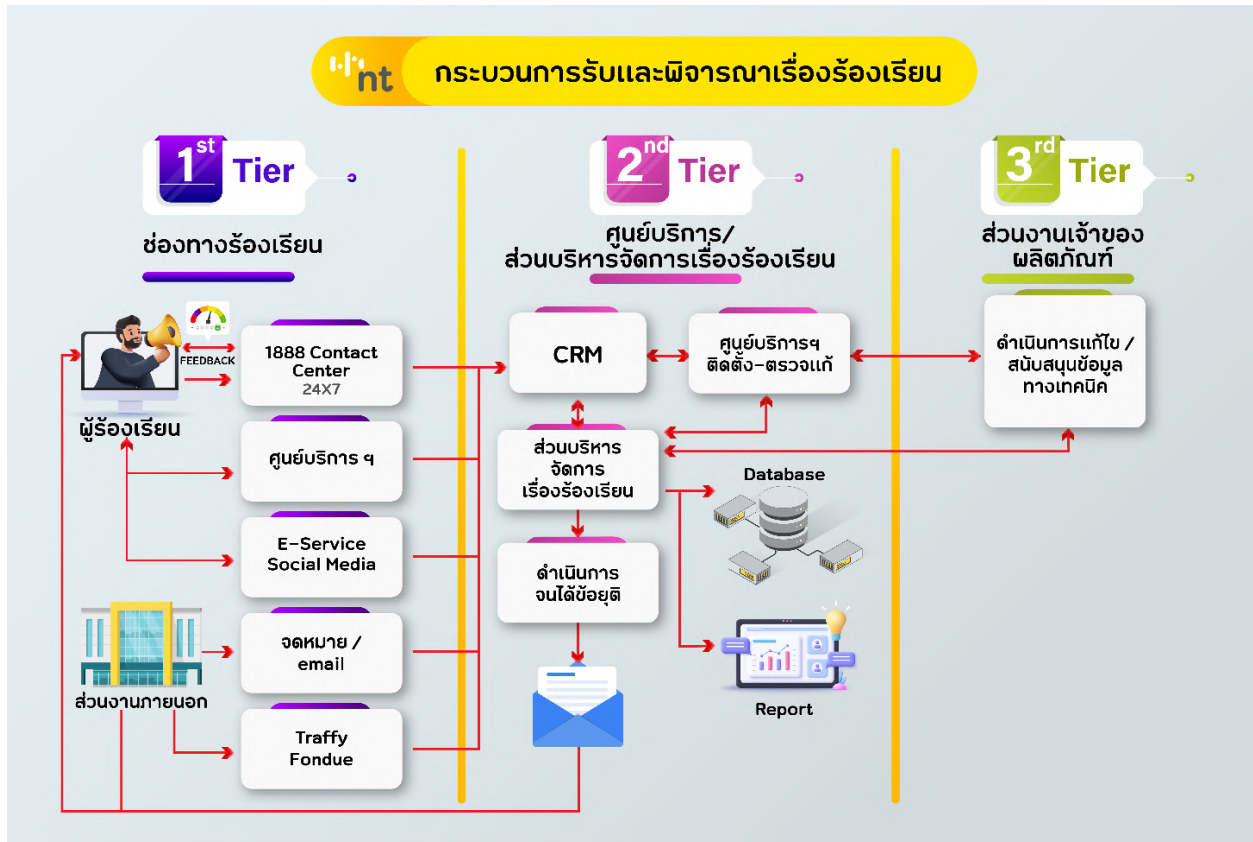 nt
กระบวนการรับและพิจารณาเรื่องร้องเรียน
1st Tier
ช่องทางร้องเรียน
FEEDBACK
ผู้ร้องเรียน
1888 Contact
Center
24X7
ศูนย์บริการ ฯ
E-Service
Social Media
จดหมาย /
email
ส่วนงานภายนอก
Traffy
Fondue
2nd Tier
ศูนย์บริการ/
ส่วนบริหารจัดการเรื่องร้องเรียน
CRM
ศูนย์บริการฯ
ติดตั้ง-ตรวจแก้
ส่วนบริหาร
จัดการ
เรื่องร้องเรียน
Database
ดำเนินการ
จนได้ข้อยุติ
Report
3rd Tier
ส่วนงานเจ้าของ
ผลิตภัณฑ์
ดำเนินการแก้ไข /
สนับสนุนข้อมูล
ทางเทคนิค